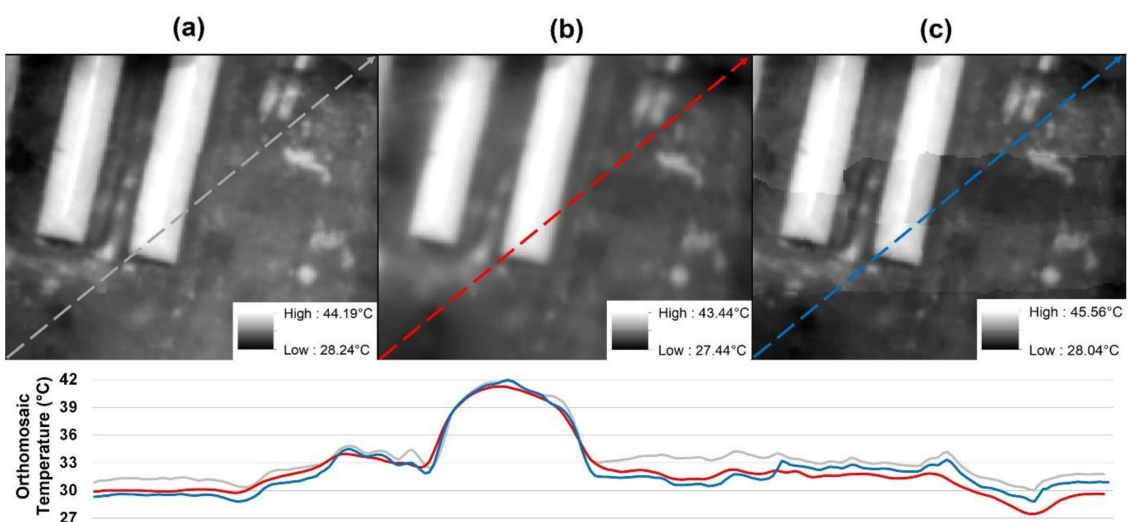 (a)
(b)
(c)
High : 44.19°C
Low : 28.24°C
High : 43.44°C
Low : 27.44°C
High : 45.56°C
Low : 28.04°C
Orthomosaic
Temperature (°C)
42
39
36
33
30
27